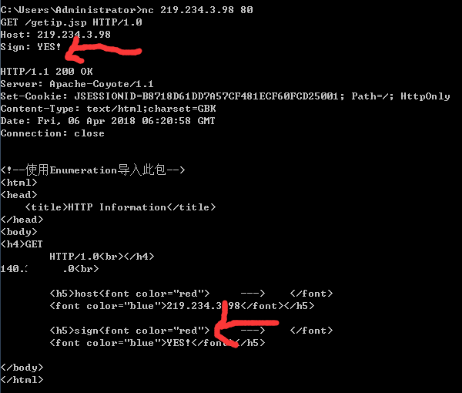 C:\Users\Administrator>nc 219.234.3.98 80
GET /getip.jsp HTTP/1.0
Host: 219.234.3.98
Sign: YES!
HTTP/1.1 200 OK
Server: Apache-Coyote/1.1
Set-Cookie: JSESSIONID=B8718D61DD7A57CF481ECF60FCD25001; Path=/; HttpOnly
Content-Type: text/html;charset=GBK
Date: Fri, 06 Apr 2018 06:20:58 GMT
Connection: close
<!--使用Enumeration导入此包-->
<html>
<head>
<title>HTTP Information</title>
</head>
<body>
<h4>GET
HTTP/1.0<br></h4>
140. .0<br>
<h5>host<font color="red"> ---> </font>
<font color="blue">219.234.3.98</font></h5>
<h5>sign<font color="red"> ---> </font>
<font color="blue">YES!</font></h5>
</body>
</html>